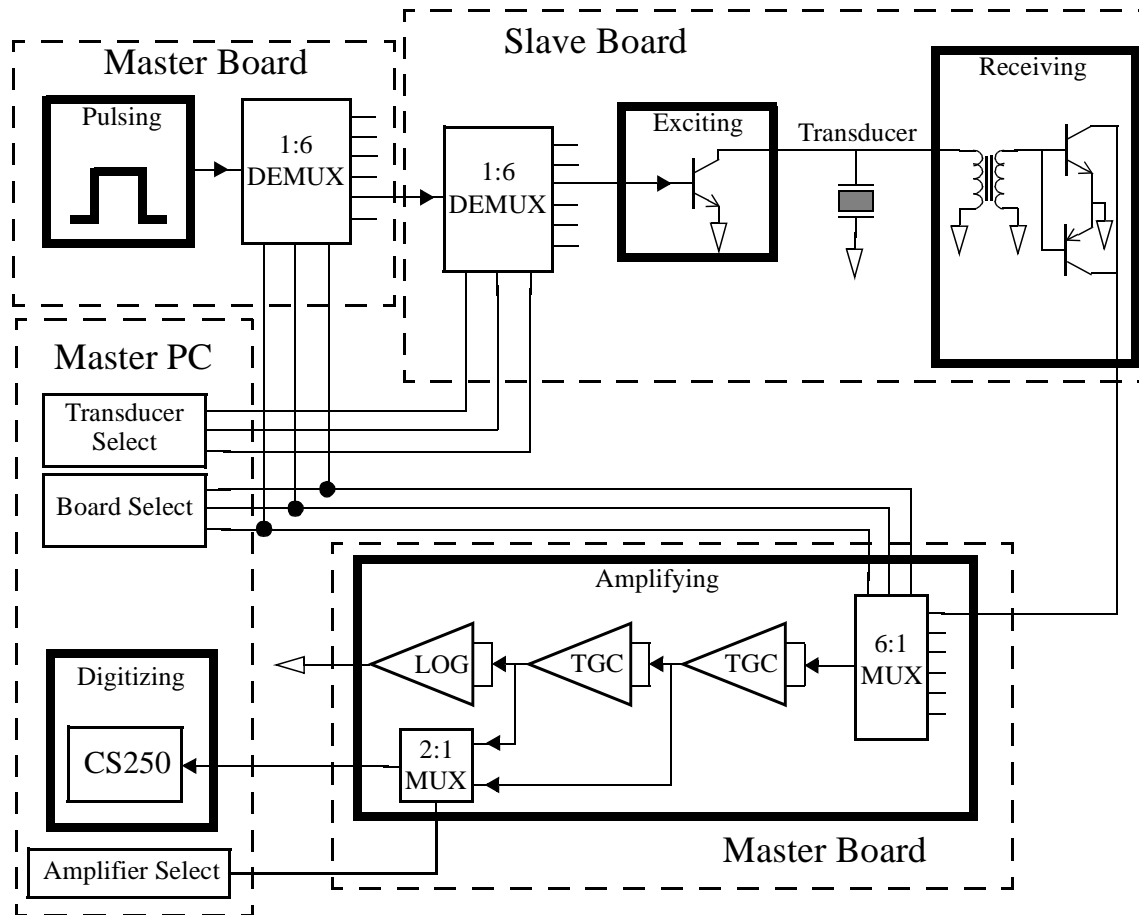 Slave Board
Master Board
Receiving
Pulsing
Exciting
Transducer
1:6
DEMUX
1:6
DEMUX
Master PC
Transducer
Select
Board Select
Amplifying
LOG
TGC
TGC
6:1
MUX
Digitizing
CS250
2:1
MUX
Amplifier Select
Master Board